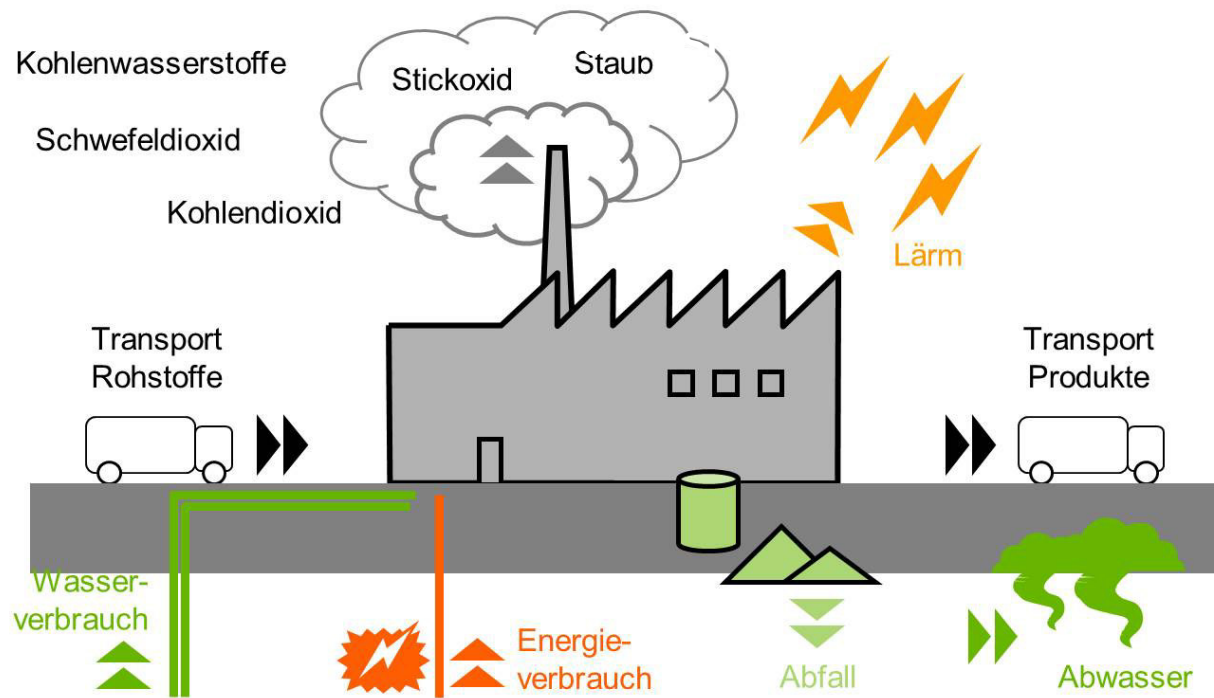 Kohlenwasserstoffe
Stickoxid
Staub
Schwefeldioxid
Kohlendioxid
Lärm
Transport
Rohstoffe
Transport
Produkte
Wasser-
verbrauch
Energie-
verbrauch
Abfall
Abwasser